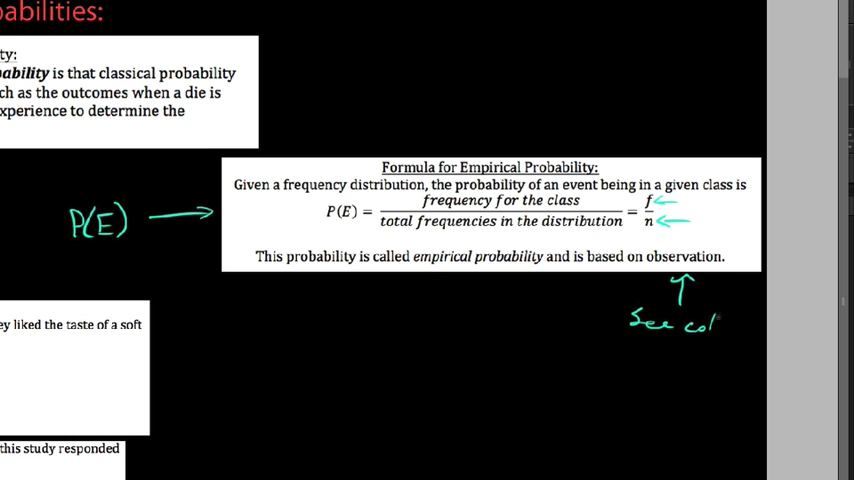 abilities:
ty:
ability is that classical probability
ch as the outcomes when a die is
xperience to determine the
Formula for Empirical Probability:
Given a frequency distribution, the probability of an event being in a given class is
P(E) = frequency for the class / total frequencies in the distribution = f / n
This probability is called empirical probability and is based on observation.
P(E)
See col
ey liked the taste of a soft
this study responded